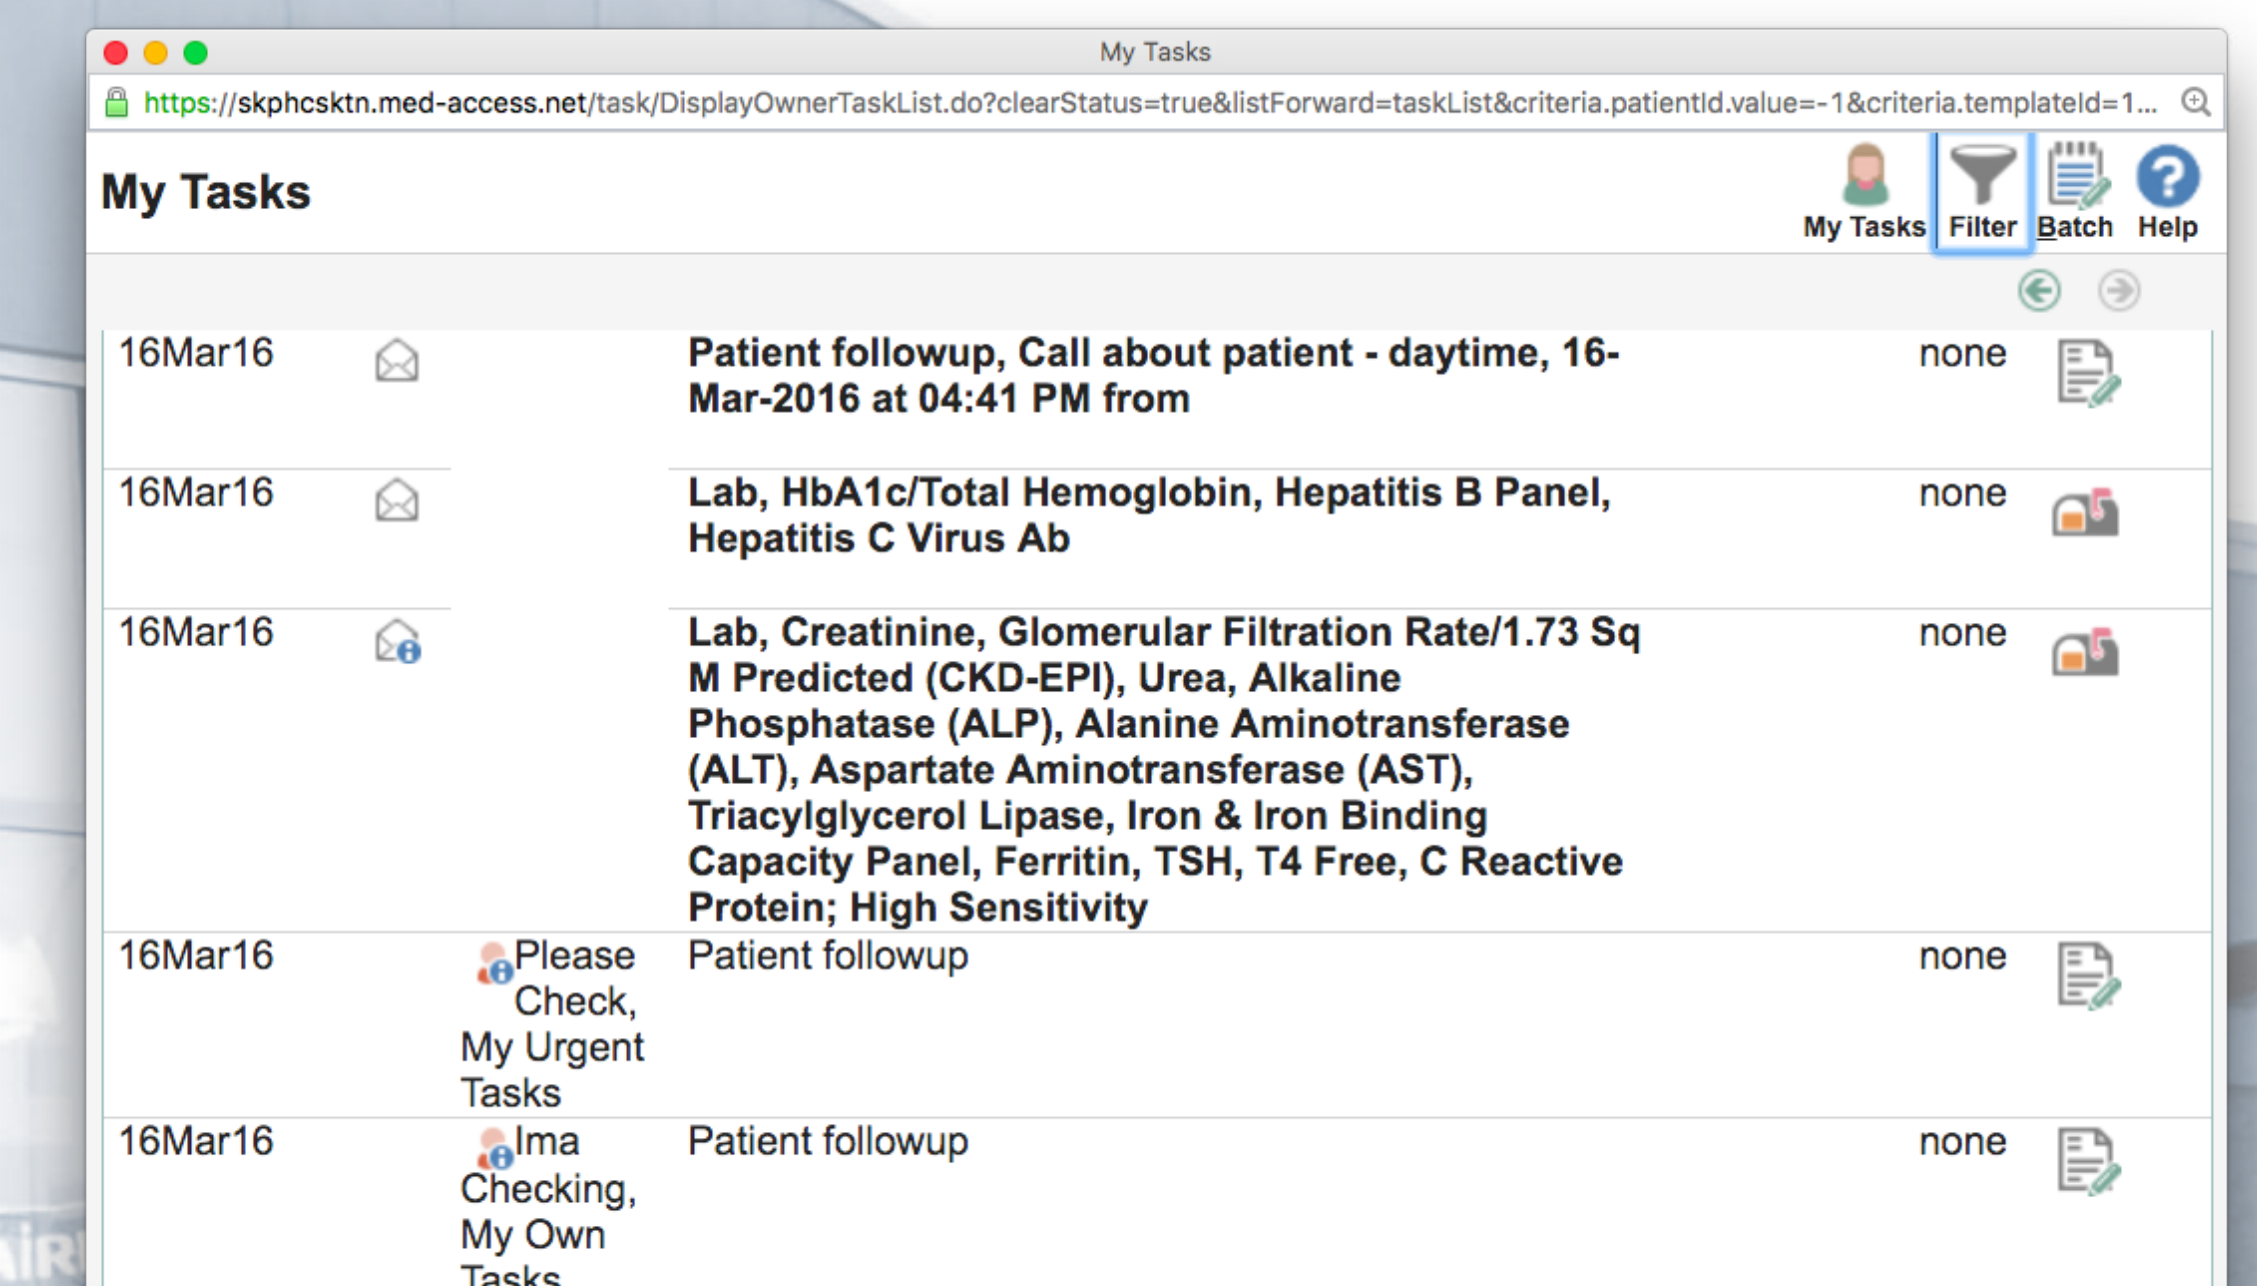 My Tasks
https://skphcsktn.med-access.net/task/DisplayOwnerTaskList.do?clearStatus=true&listForward=taskList&criteria.patientId.value=-1&criteria.templateId=1...
My Tasks
My Tasks
Filter
Batch
Help
16Mar16
Patient followup, Call about patient - daytime, 16-
Mar-2016 at 04:41 PM from
none
16Mar16
Lab, HbA1c/Total Hemoglobin, Hepatitis B Panel,
Hepatitis C Virus Ab
none
16Mar16
Lab, Creatinine, Glomerular Filtration Rate/1.73 Sq
M Predicted (CKD-EPI), Urea, Alkaline
Phosphatase (ALP), Alanine Aminotransferase
(ALT), Aspartate Aminotransferase (AST),
Triacylglycerol Lipase, Iron & Iron Binding
Capacity Panel, Ferritin, TSH, T4 Free, C Reactive
Protein; High Sensitivity
none
16Mar16
Please
Check,
My Urgent
Tasks
Patient followup
none
16Mar16
Ima
Checking,
My Own
Tasks
Patient followup
none